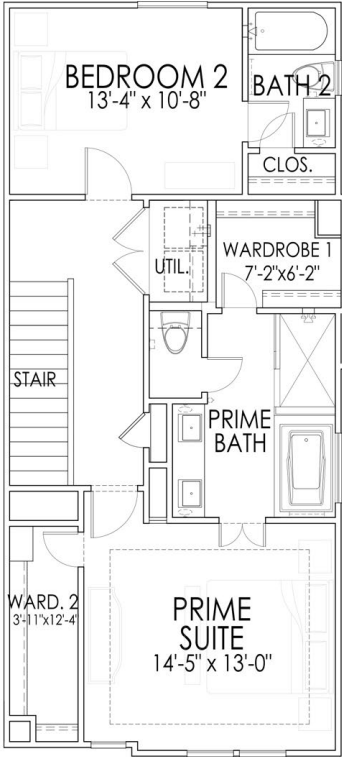 BEDROOM 2
13'-4" x 10'-8"
BATH 2
CLOS.
WARDROBE 1
7'-2"x6'-2"
UTIL.
STAIR
PRIME
BATH
WARD. 2
3'-11"x12'-4"
PRIME
SUITE
14'-5" x 13'-0"